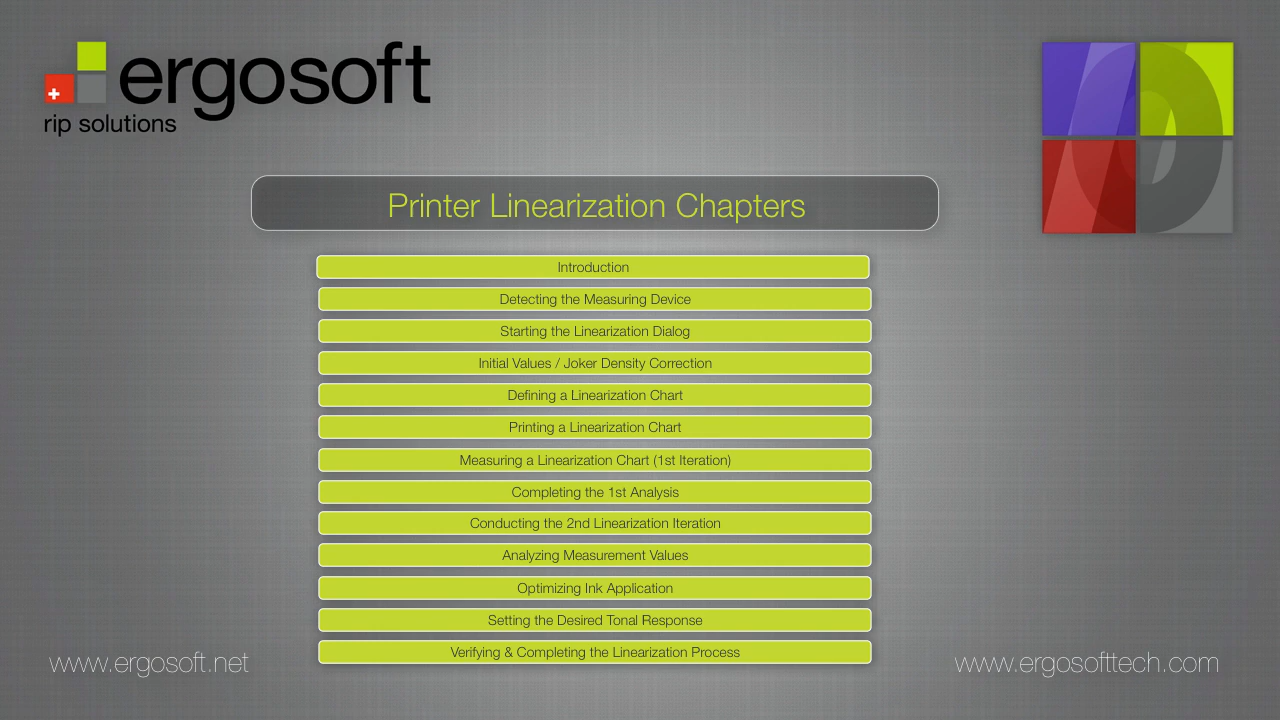 ergosoft
rip solutions
Printer Linearization Chapters
Introduction
Detecting the Measuring Device
Starting the Linearization Dialog
Initial Values / Joker Density Correction
Defining a Linearization Chart
Printing a Linearization Chart
Measuring a Linearization Chart (1st Iteration)
Completing the 1st Analysis
Conducting the 2nd Linearization Iteration
Analyzing Measurement Values
Optimizing Ink Application
Setting the Desired Tonal Response
Verifying & Completing the Linearization Process
www.ergosoft.net
www.ergosofttech.com